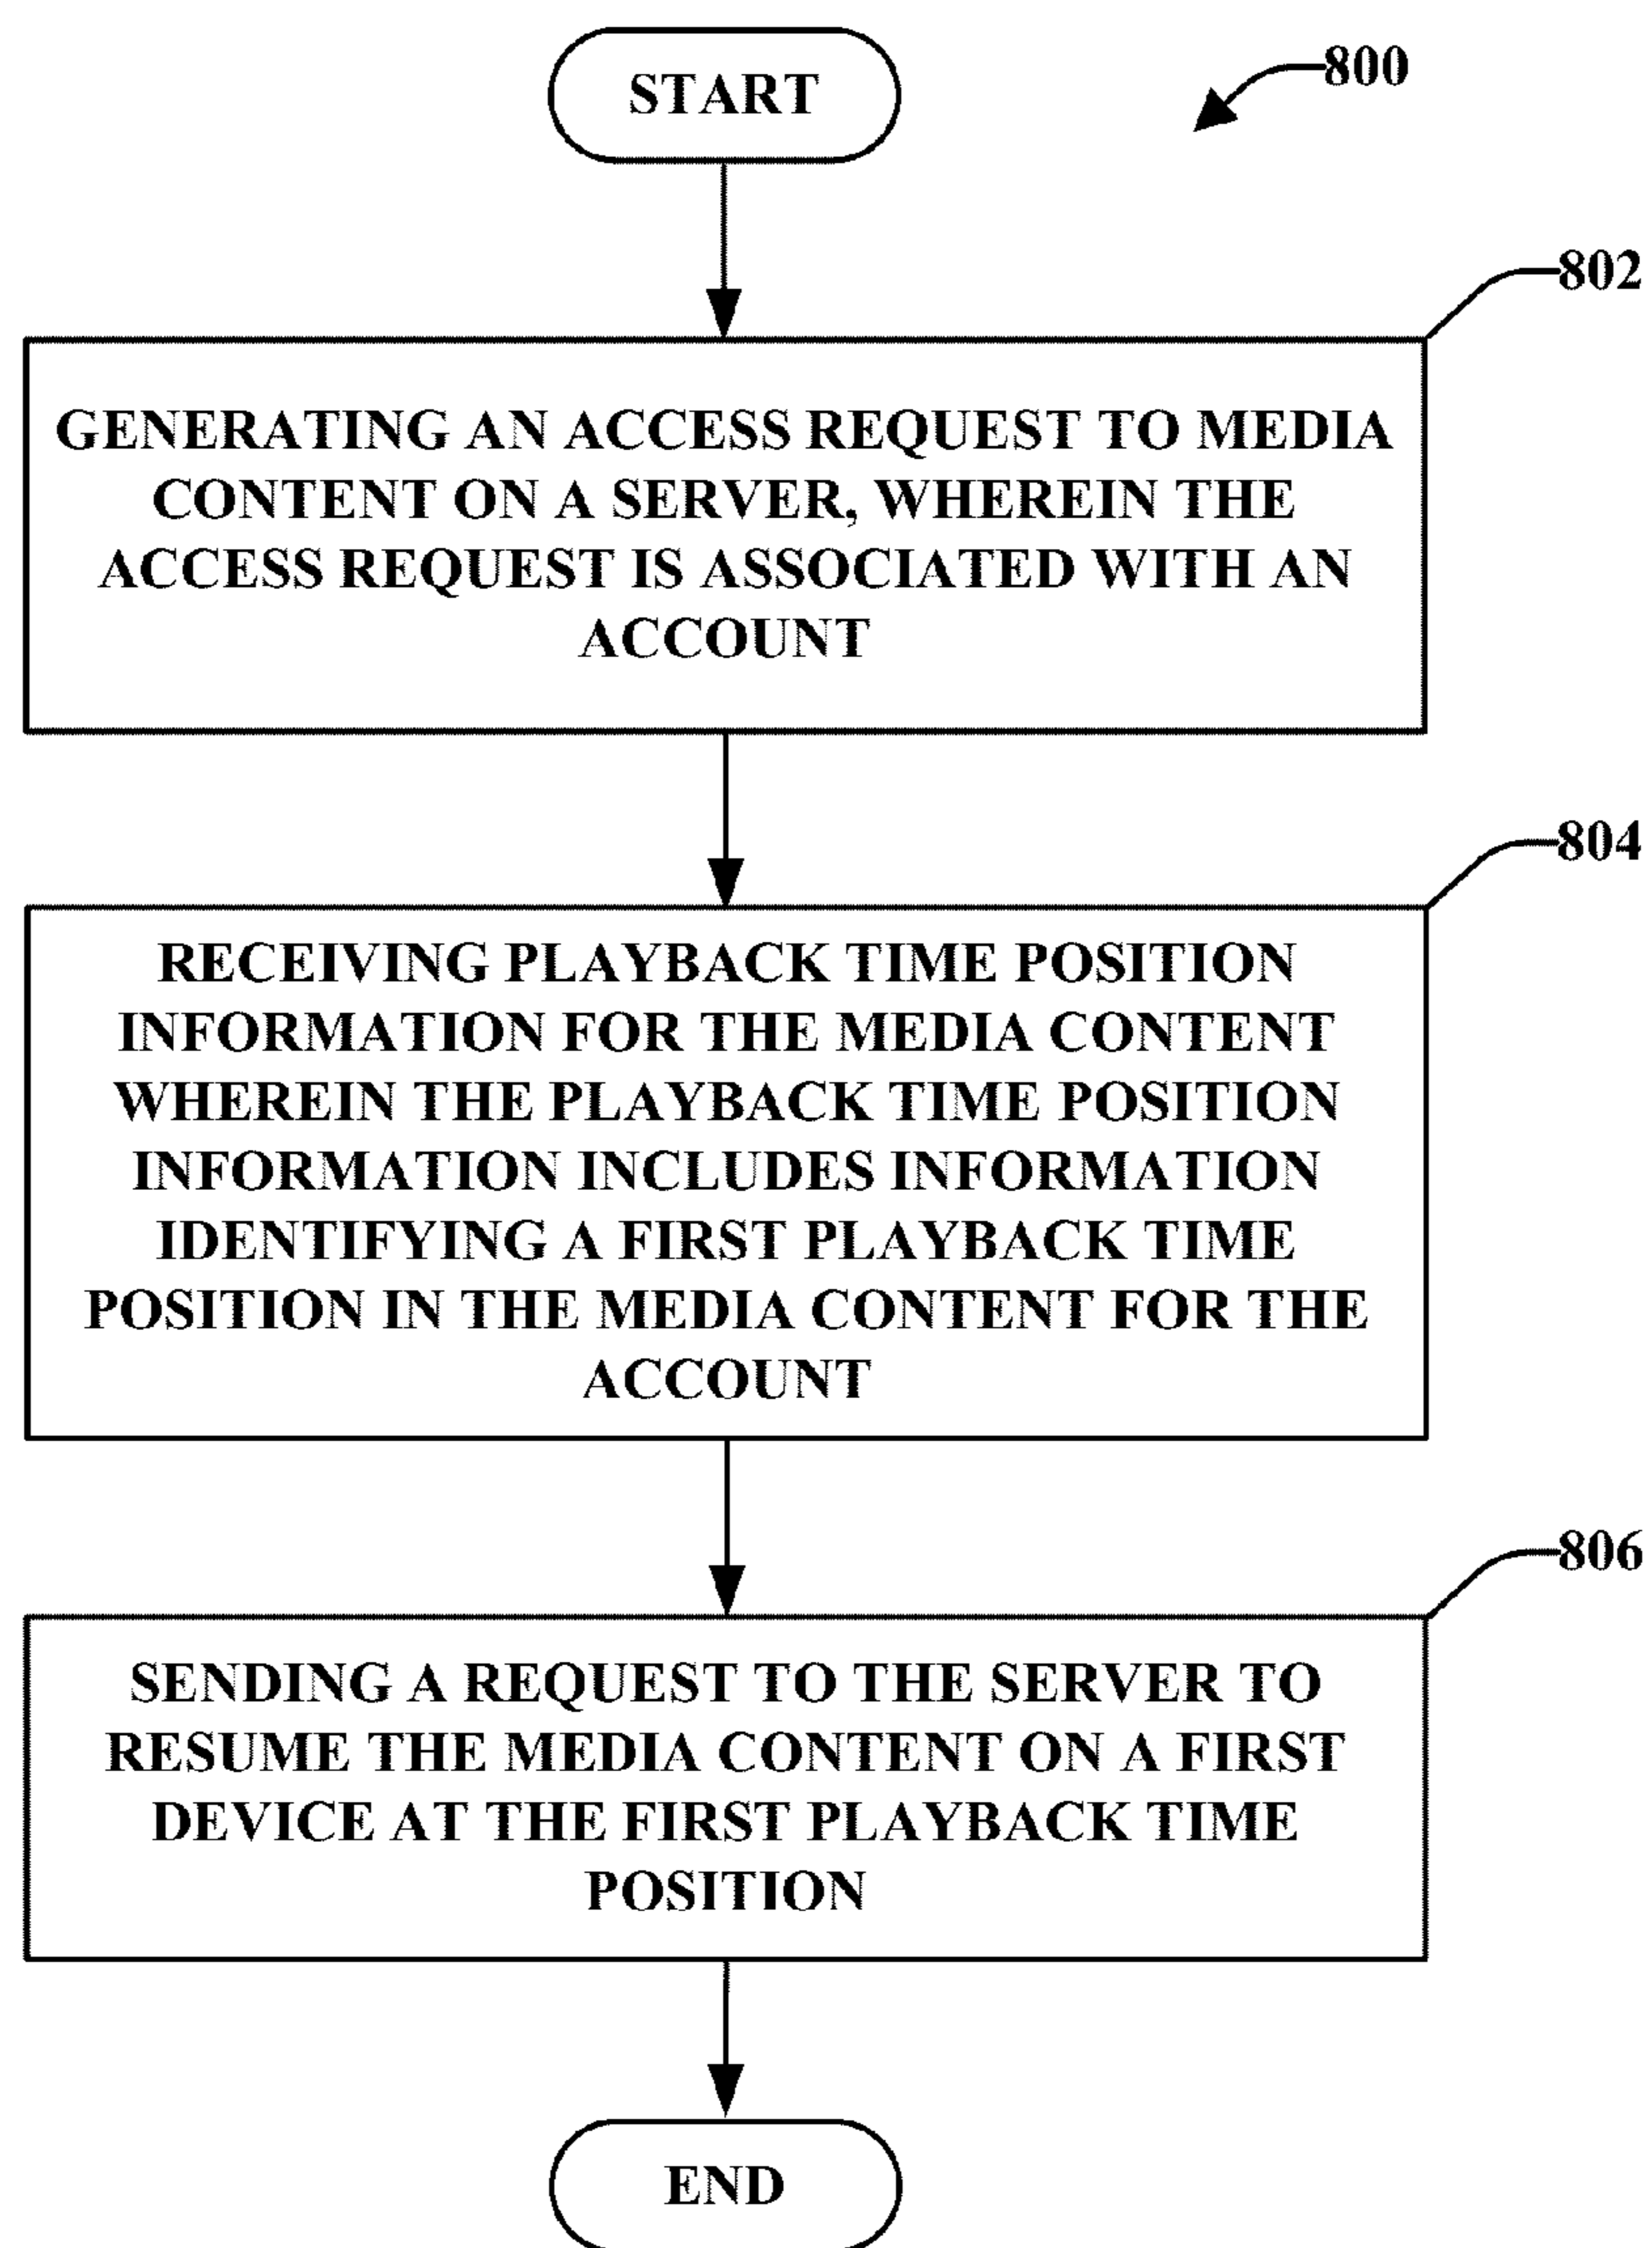 START
800
802
GENERATING AN ACCESS REQUEST TO MEDIA
CONTENT ON A SERVER, WHEREIN THE
ACCESS REQUEST IS ASSOCIATED WITH AN
ACCOUNT
804
RECEIVING PLAYBACK TIME POSITION
INFORMATION FOR THE MEDIA CONTENT
WHEREIN THE PLAYBACK TIME POSITION
INFORMATION INCLUDES INFORMATION
IDENTIFYING A FIRST PLAYBACK TIME
POSITION IN THE MEDIA CONTENT FOR THE
ACCOUNT
806
SENDING A REQUEST TO THE SERVER TO
RESUME THE MEDIA CONTENT ON A FIRST
DEVICE AT THE FIRST PLAYBACK TIME
POSITION
END